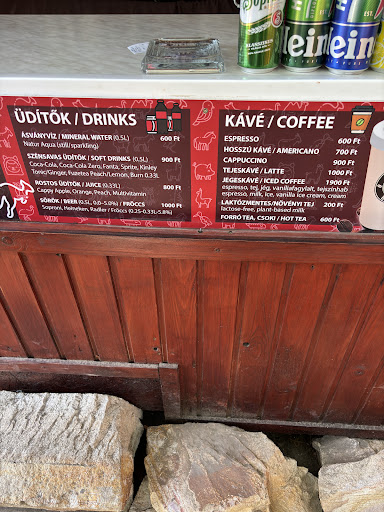 Soproni
KLASSZIKUS
Heineken
Heineken
ÜDÍTŐK / DRINKS
ÁSVÁNYVÍZ / MINERAL WATER (0,5L) 600 Ft
Natur Aqua (still/sparkling)
SZÉNSAVAS ÜDÍTŐK / SOFT DRINKS (0,5L) 900 Ft
Coca-Cola, Coca-Cola Zero, Fanta, Sprite, Kinley
Tonic/Ginger, Fuzetea Peach/Lemon, Burn 0.33L
ROSTOS ÜDÍTŐK / JUICE (0.33L) 800 Ft
Cappy Apple, Orange, Peach, Multivitamin
SÖRÖK / BEER (0.5L, 0,0-5.0%) / FRÖCCS 1000 Ft
Soproni, Heineken, Radler / Fröccs (0.25-0.33L-5.8%)
KÁVÉ / COFFEE
ESPRESSO 600 Ft
HOSSZÚ KÁVÉ / AMERICANO 700 Ft
CAPPUCCINO 900 Ft
TEJESKÁVÉ / LATTE 1000 Ft
JEGESKÁVÉ / ICED COFFEE 1900 Ft
espresso, tej, jég, vaníliafagylalt, tejszínhab
espresso, milk, ice, vanilla ice cream, cream
LAKTÓZMENTES/NÖVÉNYI TEJ 200 Ft
lactose-free, plant-based milk
FORRÓ TEA, CSOKI / HOT TEA 600 Ft